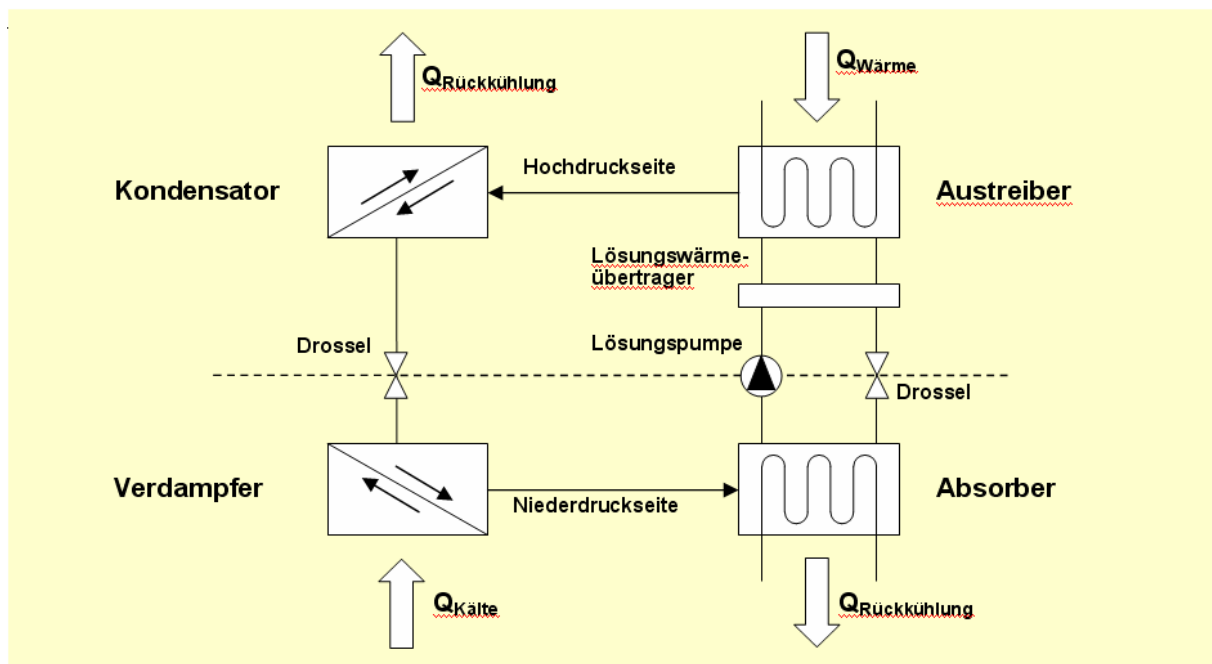 QRückkühlung
QWärme
Hochdruckseite
Kondensator
Austreiber
Lösungswärme-
übertrager
Drossel
Lösungspumpe
Drossel
Verdampfer
Niederdruckseite
Absorber
QKälte
QRückkühlung